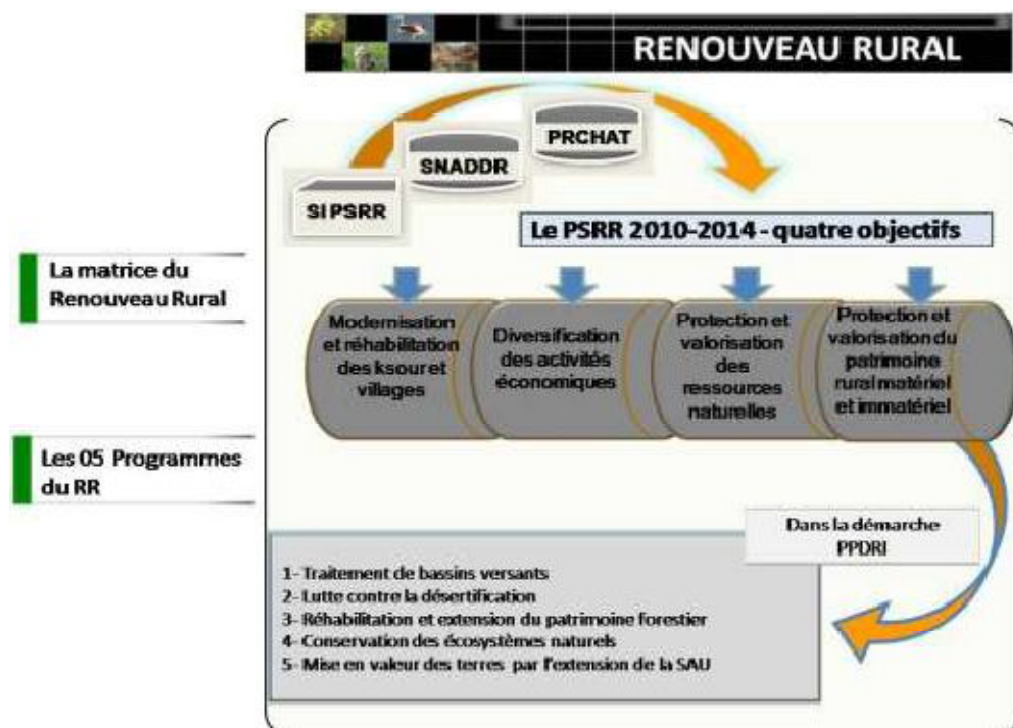 RENOUVEAU RURAL
PRCHAT
SNADDR
SI PSRR
Le PSRR 2010-2014 - quatre objectifs
La matrice du
Renouveau Rural
Modernisation
et réhabilitation
des ksour et
villages
Diversification
des activités
économiques
Protection et
valorisation
des
ressources
naturelles
Protection et
valorisation du
patrimoine
rural matériel
et immatériel
Les 05 Programmes
du RR
Dans la démarche
PPDRI
1- Traitement de bassins versants
2- Lutte contre la désertification
3- Réhabilitation et extension du patrimoine forestier
4- Conservation des écosystèmes naturels
5- Mise en valeur des terres par l'extension de la SAU